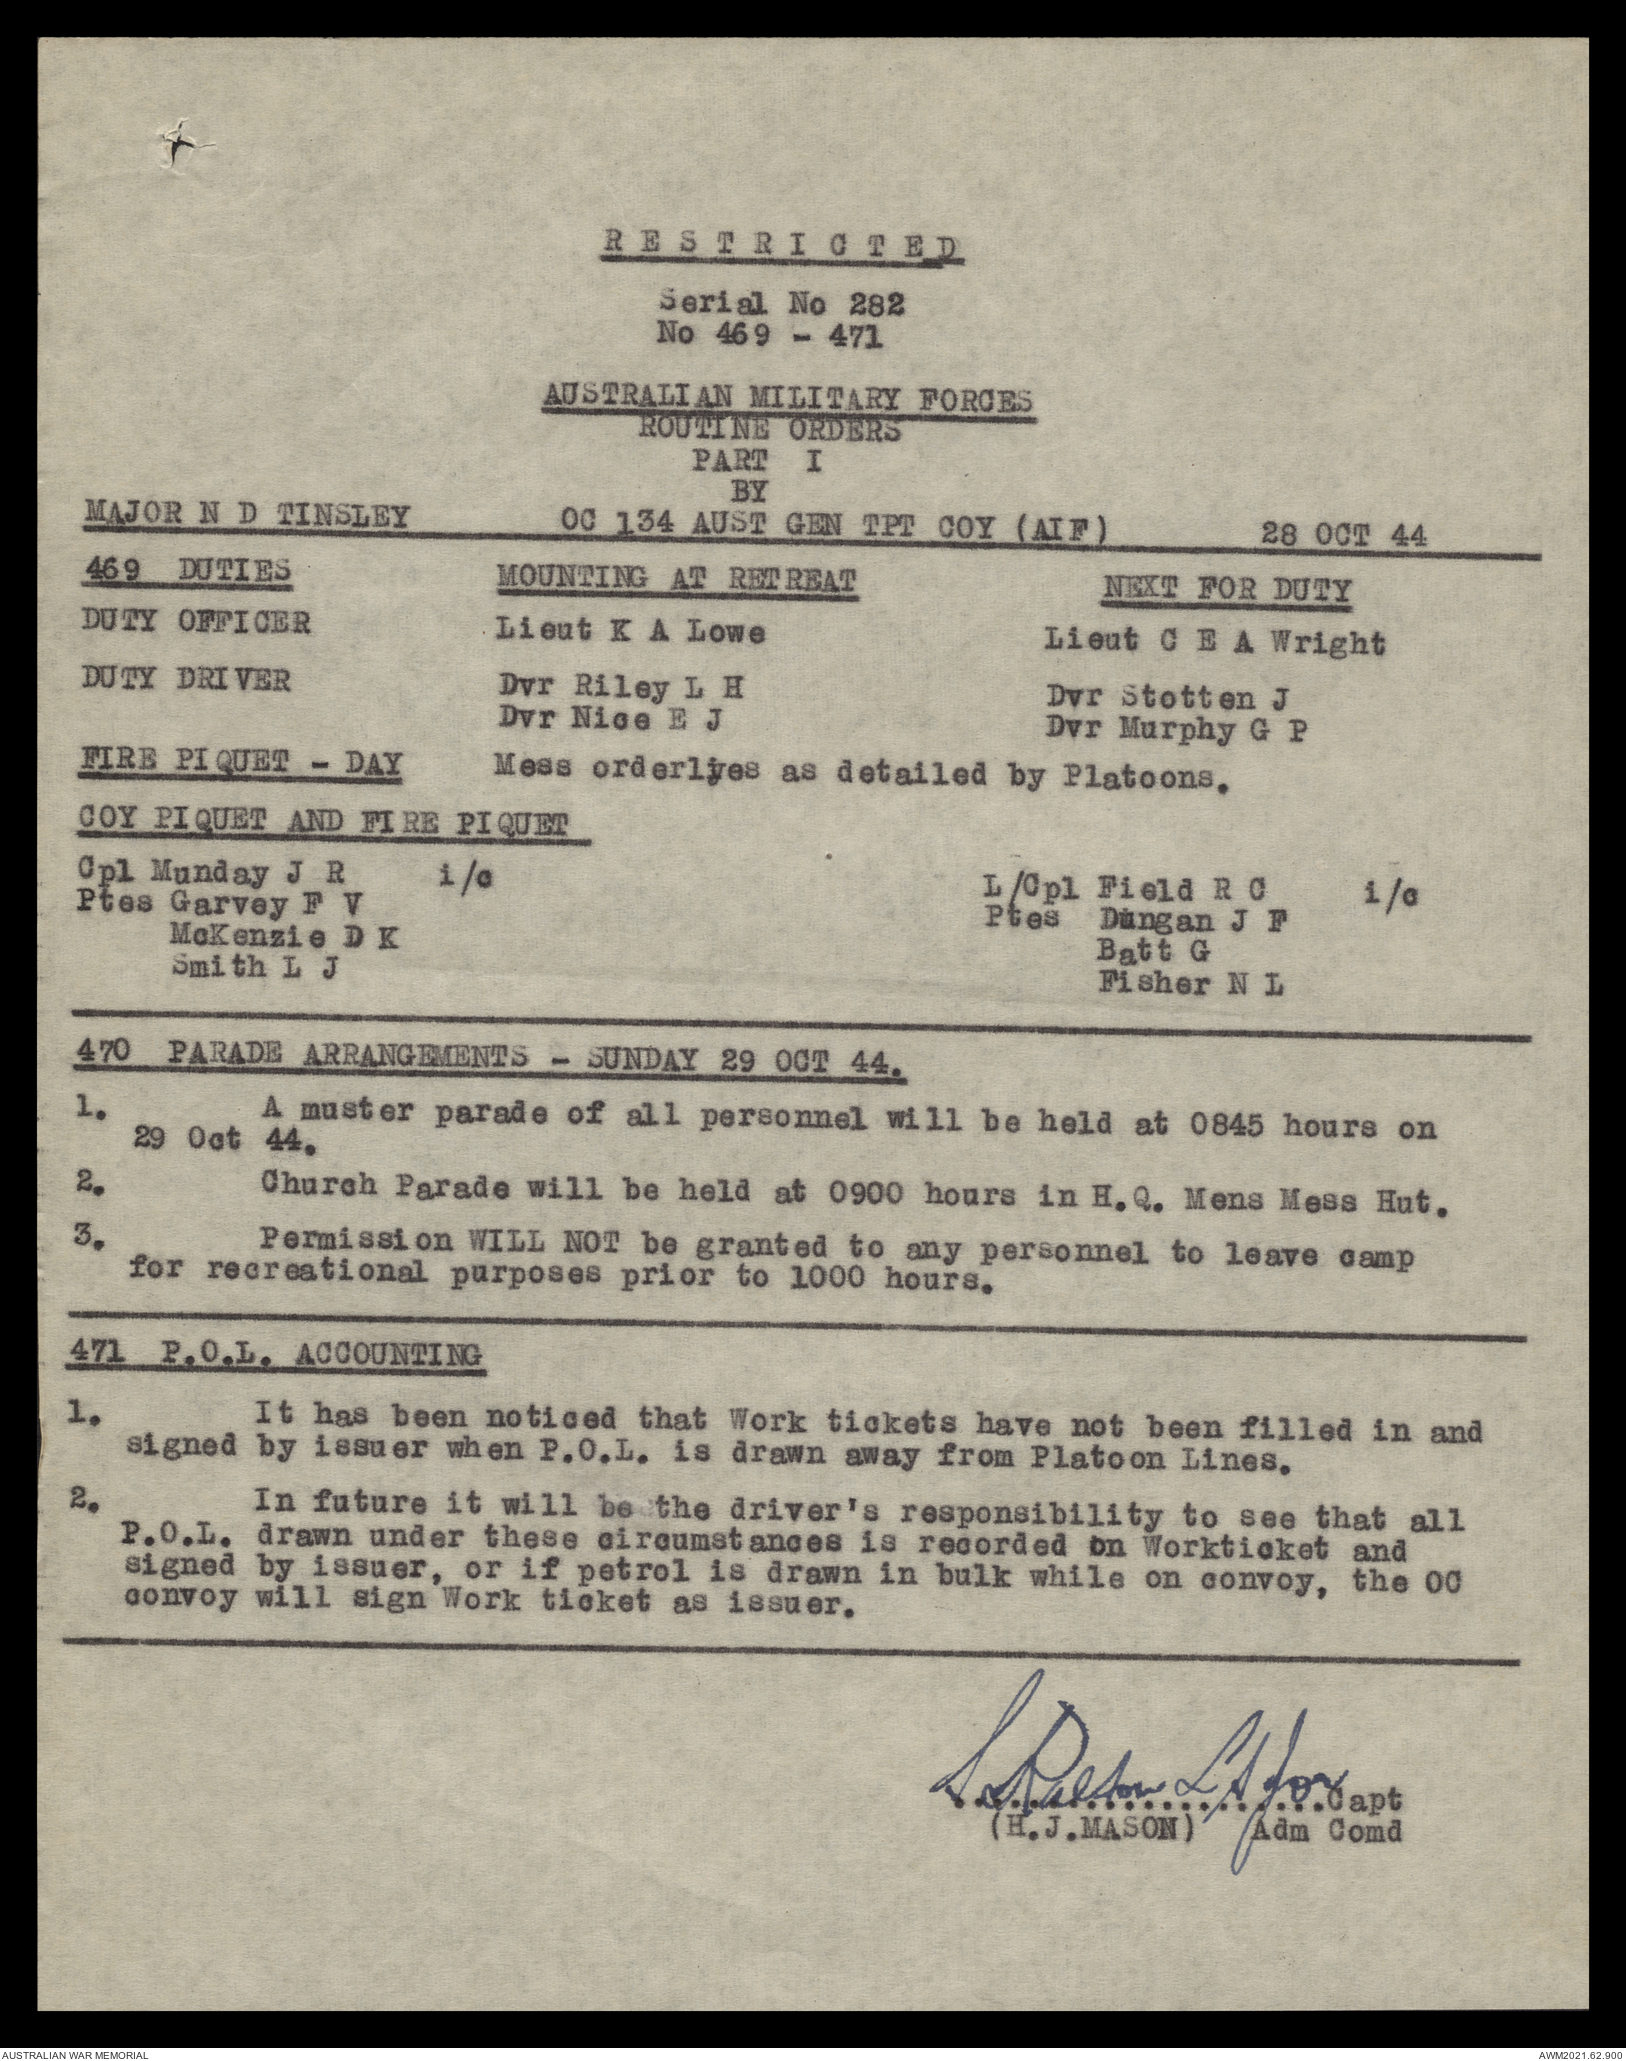 RESTRICTED
Serial No 282
No 469 - 471
AUSTRALIAN MILITARY FORCES
ROUTINE ORDERS
PART I
BY
MAJOR N D TINSLEY OC 134 AUST GEN TPT COY (AIF) 28 OCT 44
469 DUTIES MOUNTING AT RETREAT NEXT FOR DUTY
DUTY OFFICER Lieut K A Lowe Lieut C E A Wright
DUTY DRIVER Dvr Riley L H Dvr Stotten J
Dvr Nice E J Dvr Murphy G P
FIRE PIQUET - DAY Mess orderlyes as detailed by Platoons.
COY PIQUET AND FIRE PIQUET
Cpl Munday J R i/c L/Cpl Field R C i/c
Ptes Garvey F V Ptes Dungan J F
McKenzie D K Batt G
Smith L J Fisher N L
470 PARADE ARRANGEMENTS - SUNDAY 29 OCT 44.
1. A muster parade of all personnel will be held at 0845 hours on
29 Oct 44.
2. Church Parade will be held at 0900 hours in H.Q. Mens Mess Hut.
3. Permission WILL NOT be granted to any personnel to leave camp
for recreational purposes prior to 1000 hours.
471 P.O.L. ACCOUNTING
1. It has been noticed that Work tickets have not been filled in and
signed by issuer when P.O.L. is drawn away from Platoon Lines.
2. In future it will be the driver's responsibility to see that all
P.O.L. drawn under these circumstances is recorded on Workticket and
signed by issuer, or if petrol is drawn in bulk while on convoy, the OC
convoy will sign Work ticket as issuer.
Lt for
....................Capt
(H.J.MASON) Adm Comd
AUSTRALIAN WAR MEMORIAL AWM2021.62.900